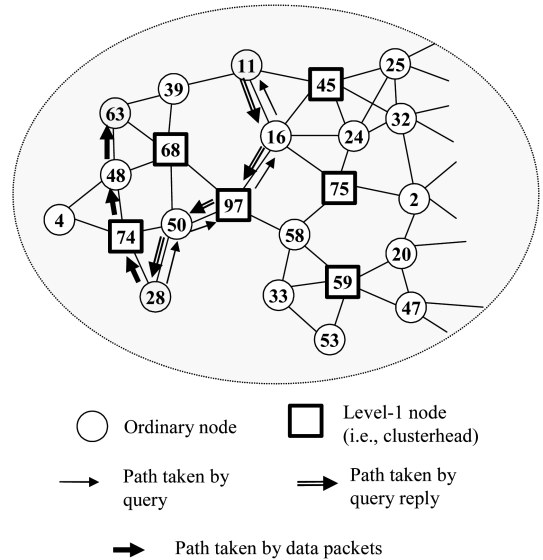 11
25
45
39
63
32
16
24
68
48
75
97
2
4
50
74
58
20
59
28
33
47
53
Ordinary node
Level-1 node
(i.e., clusterhead)
Path taken by
query
Path taken by
query reply
Path taken by data packets